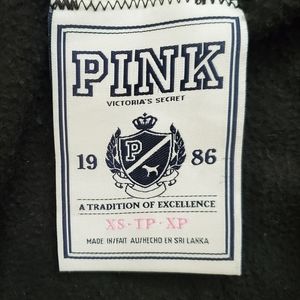 PINK
VICTORIA'S SECRET
19 P 86
A TRADITION OF EXCELLENCE
XS · TP · XP
MADE IN/FAIT AU/HECHO EN SRI LANKA